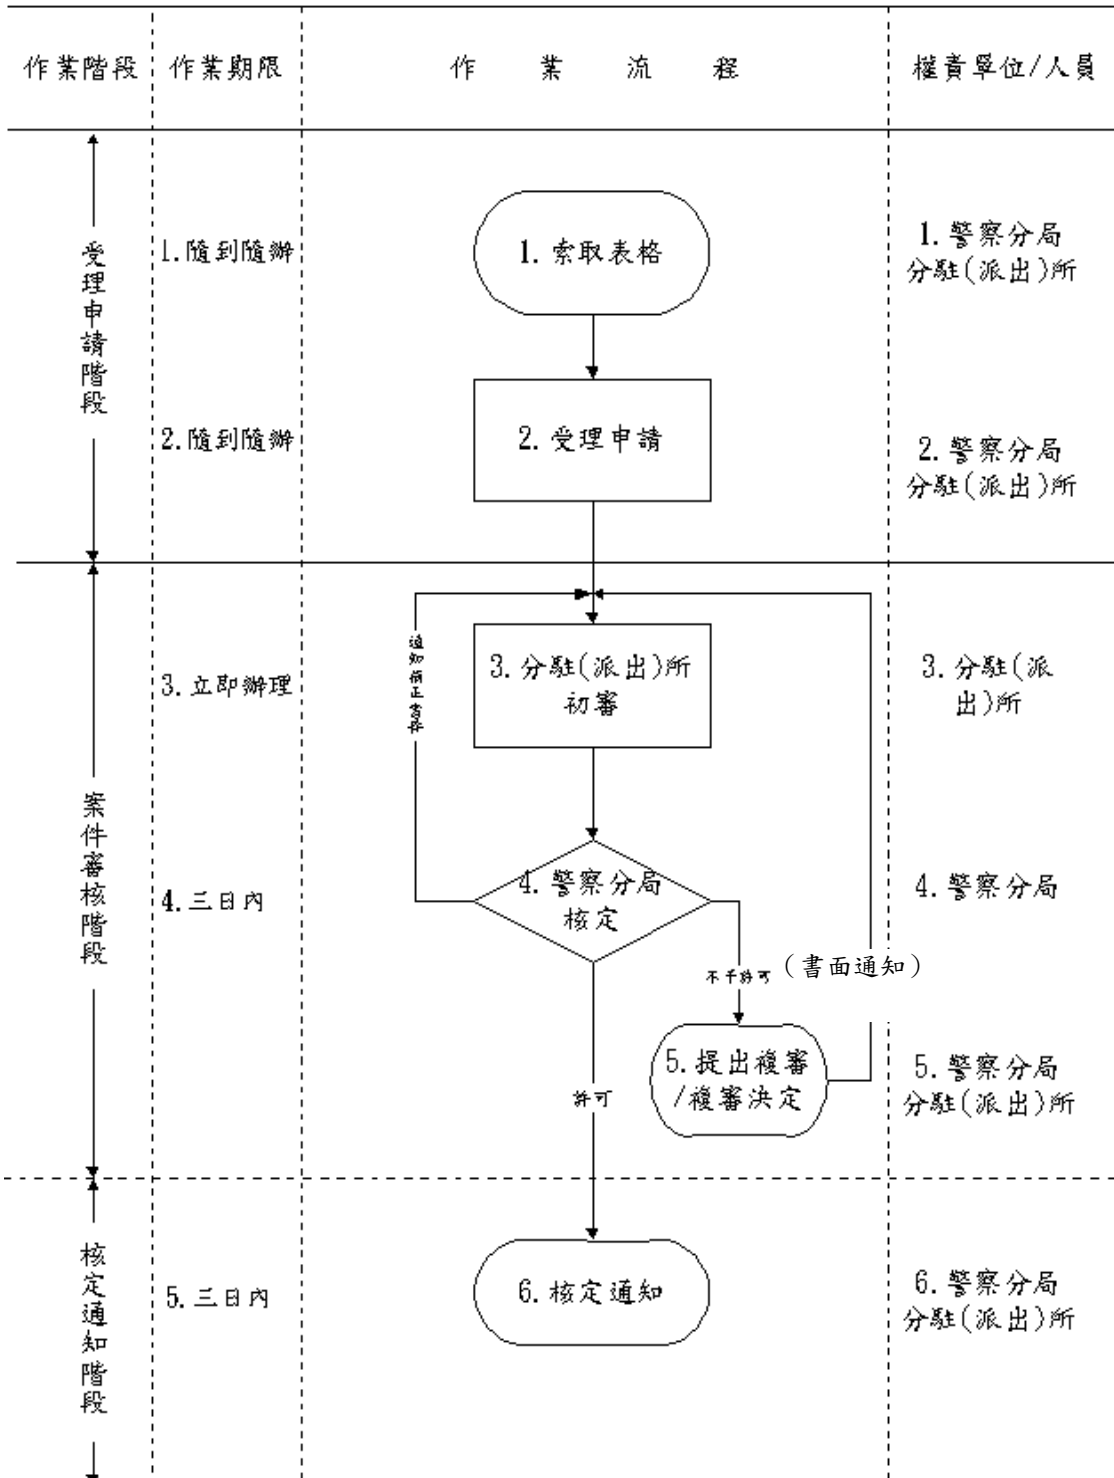 作業階段
作業期限
作業流程
權責單位/人員
受理申請階段
1.隨到隨辦
1.索取表格
1.警察分局
分駐(派出)所
2.隨到隨辦
2.受理申請
2.警察分局
分駐(派出)所
案件審核階段
3.立即辦理
通知補正書件
3.分駐(派出)所
初審
3.分駐(派
出)所
4.三日內
4.警察分局
核定
4.警察分局
不予許可
(書面通知)
許可
5.提出複審
/複審決定
5.警察分局
分駐(派出)所
核定通知階段
5.三日內
6.核定通知
6.警察分局
分駐(派出)所